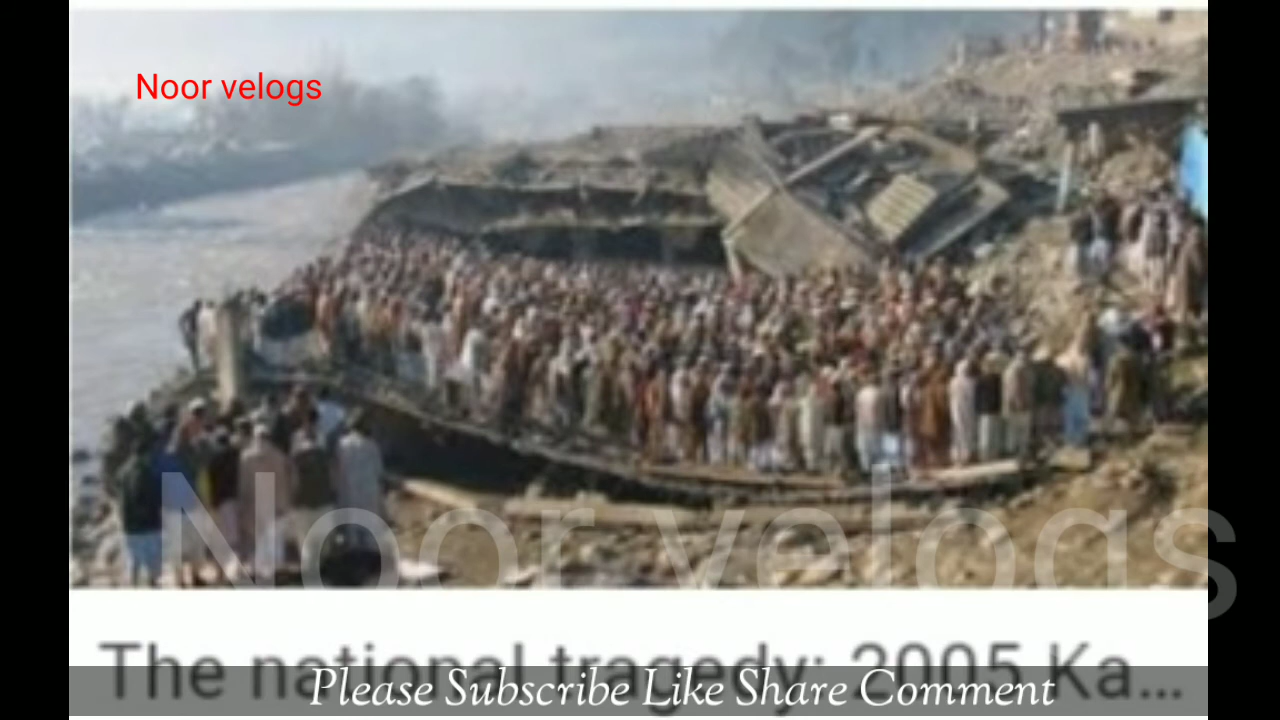 Noor velogs
Noor velogs
The national tragedy: 2005 Ka...
Please Subscribe Like Share Comment